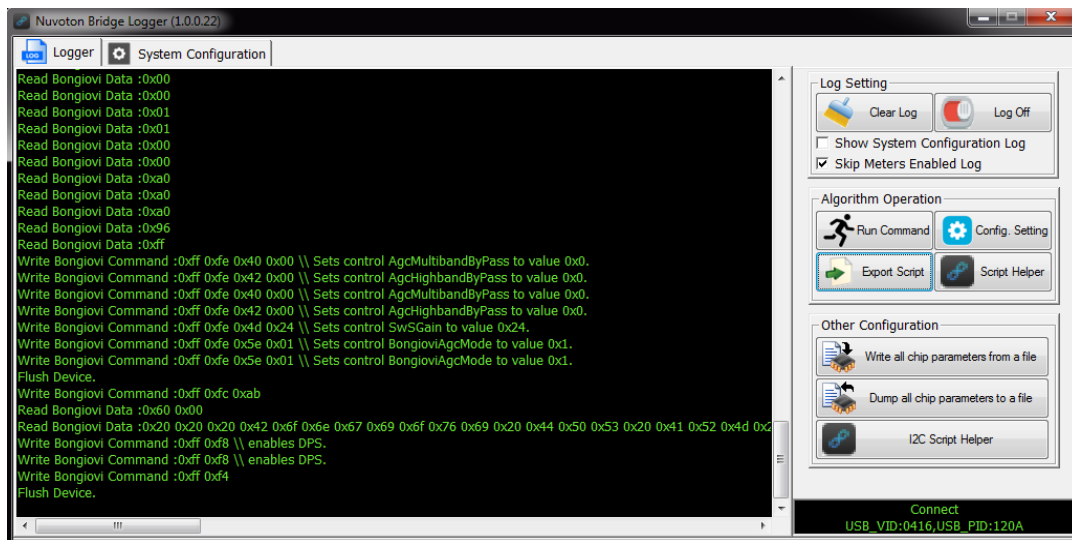 Nuvoton Bridge Logger (1.0.0.22)
Logger
System Configuration
Read Bongiovi Data :0x00
Read Bongiovi Data :0x00
Read Bongiovi Data :0x01
Read Bongiovi Data :0x01
Read Bongiovi Data :0x00
Read Bongiovi Data :0x00
Read Bongiovi Data :0xa0
Read Bongiovi Data :0xa0
Read Bongiovi Data :0xa0
Read Bongiovi Data :0x96
Read Bongiovi Data :0xff
Write Bongiovi Command :0xff 0xfe 0x40 0x00 \\ Sets control AgcMultibandByPass to value 0x0.
Write Bongiovi Command :0xff 0xfe 0x42 0x00 \\ Sets control AgcHighbandByPass to value 0x0.
Write Bongiovi Command :0xff 0xfe 0x40 0x00 \\ Sets control AgcMultibandByPass to value 0x0.
Write Bongiovi Command :0xff 0xfe 0x42 0x00 \\ Sets control AgcHighbandByPass to value 0x0.
Write Bongiovi Command :0xff 0xfe 0x4d 0x24 \\ Sets control SwSGain to value 0x24.
Write Bongiovi Command :0xff 0xfe 0x5e 0x01 \\ Sets control BongioviAgcMode to value 0x1.
Write Bongiovi Command :0xff 0xfe 0x5e 0x01 \\ Sets control BongioviAgcMode to value 0x1.
Flush Device.
Write Bongiovi Command :0xff 0xfc 0xab
Read Bongiovi Data :0x60 0x00
Read Bongiovi Data :0x20 0x20 0x20 0x42 0x6f 0x6e 0x67 0x69 0x6f 0x76 0x69 0x20 0x44 0x50 0x53 0x20 0x41 0x52 0x4d 0x2
Write Bongiovi Command :0xff 0xf8 \\ enables DPS.
Write Bongiovi Command :0xff 0xf8 \\ enables DPS.
Write Bongiovi Command :0xff 0xf4
Flush Device.
Log Setting
LOG
Clear Log
Log Off
Show System Configuration Log
Skip Meters Enabled Log
Algorithm Operation
Run Command
Config. Setting
Export Script
Script Helper
Other Configuration
Write all chip parameters from a file
Dump all chip parameters to a file
I2C Script Helper
Connect
USB_VID:0416,USB_PID:120A